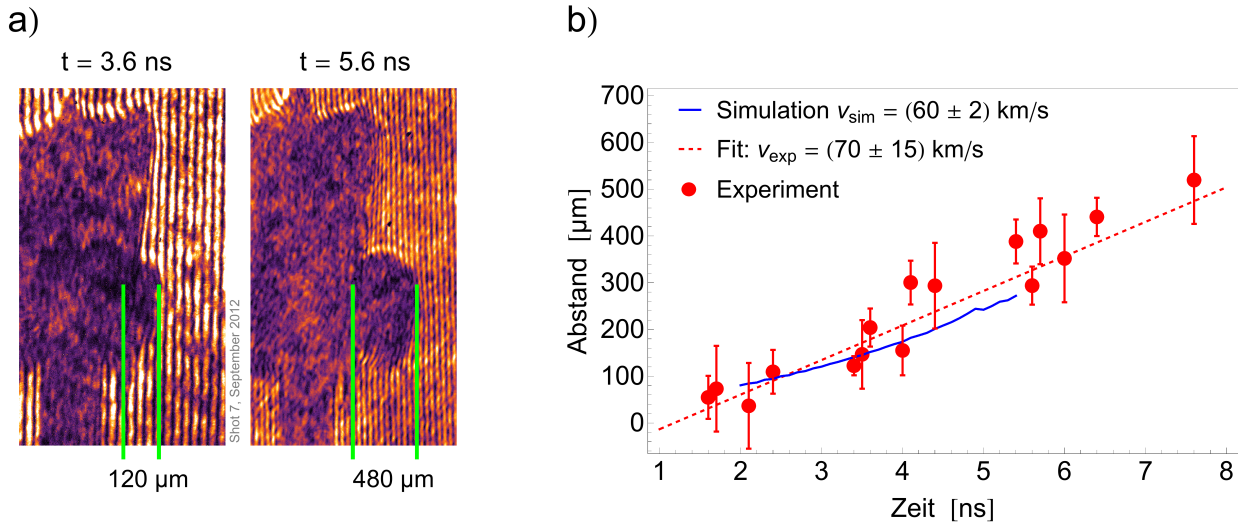 a)
t = 3.6 ns
t = 5.6 ns
Shot 7, September 2012
120 µm
480 µm
b)
Simulation vsim = (60 ± 2) km/s
Fit: vexp = (70 ± 15) km/s
Experiment
Abstand [µm]
700
600
500
400
300
200
100
0
1 2 3 4 5 6 7 8
Zeit [ns]